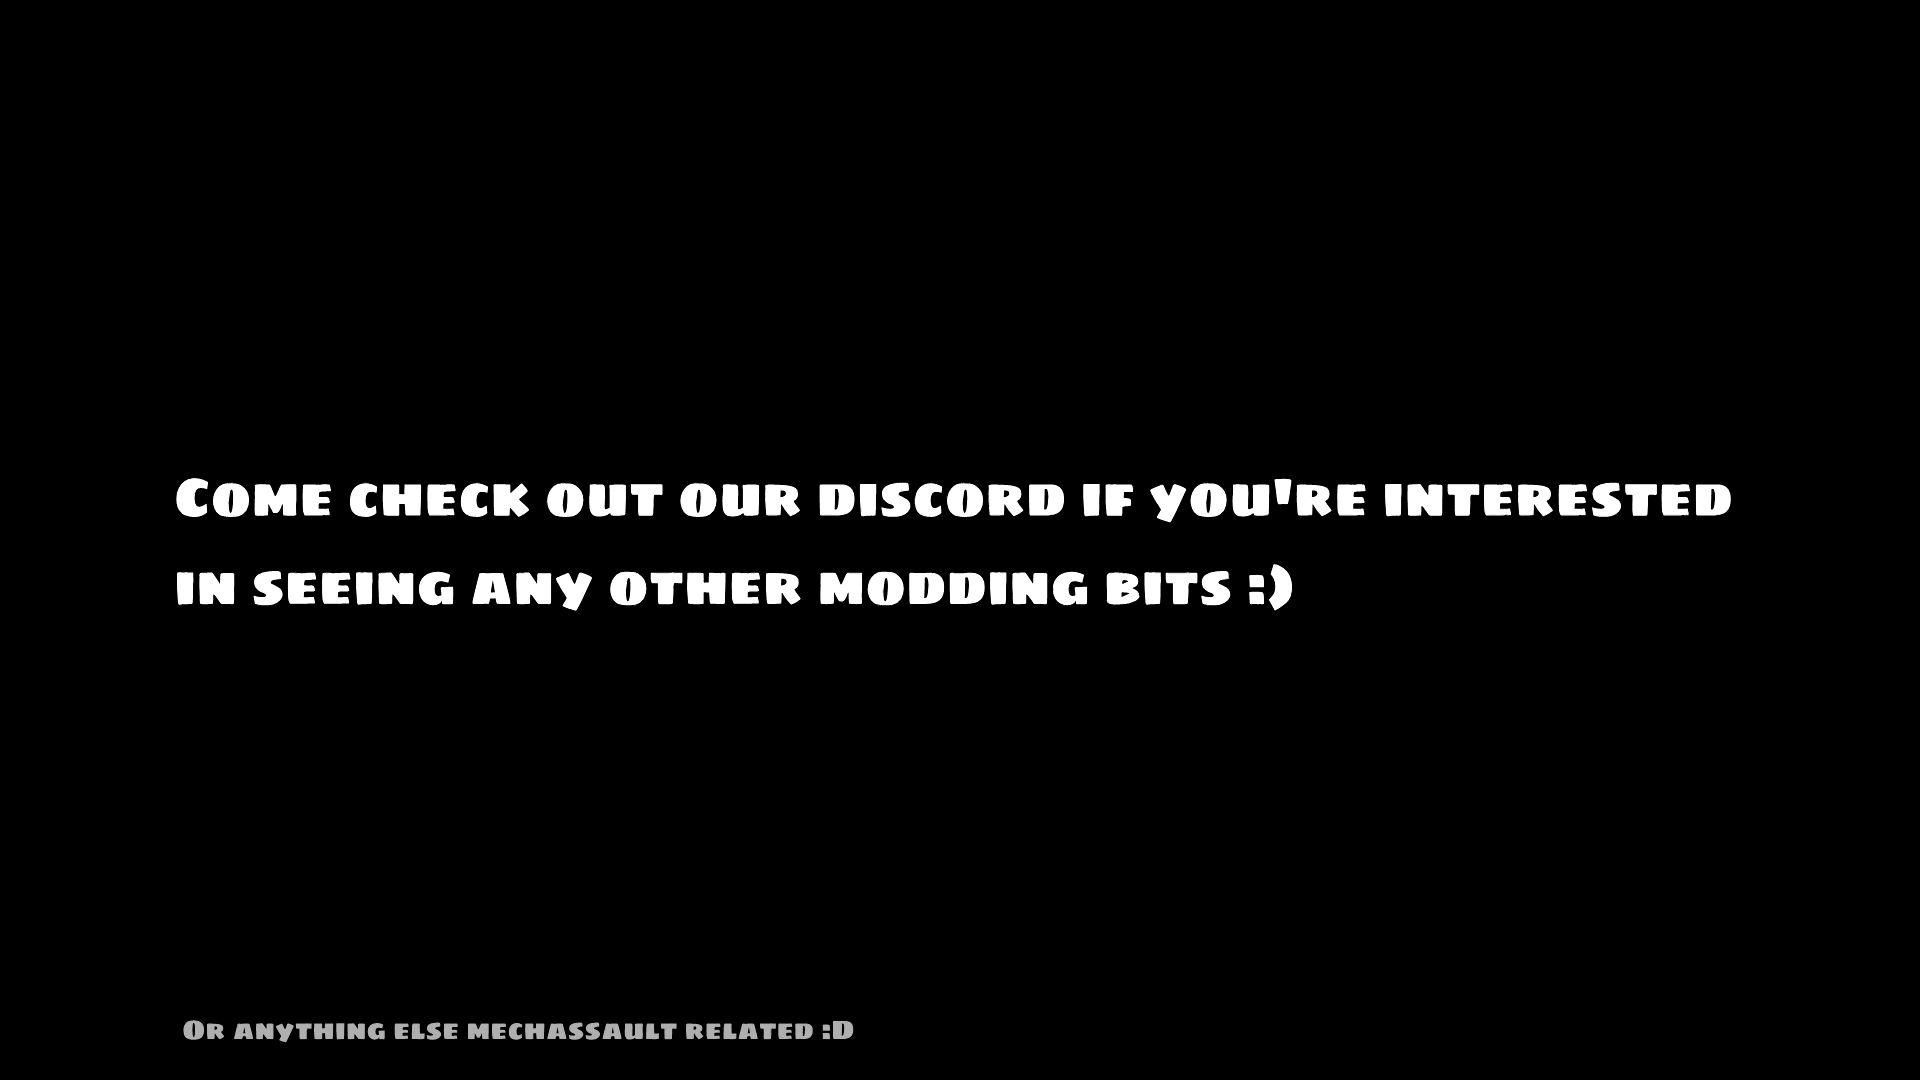 Come check out our discord if you're interested
in seeing any other modding bits :)
Or anything else mechassault related :D